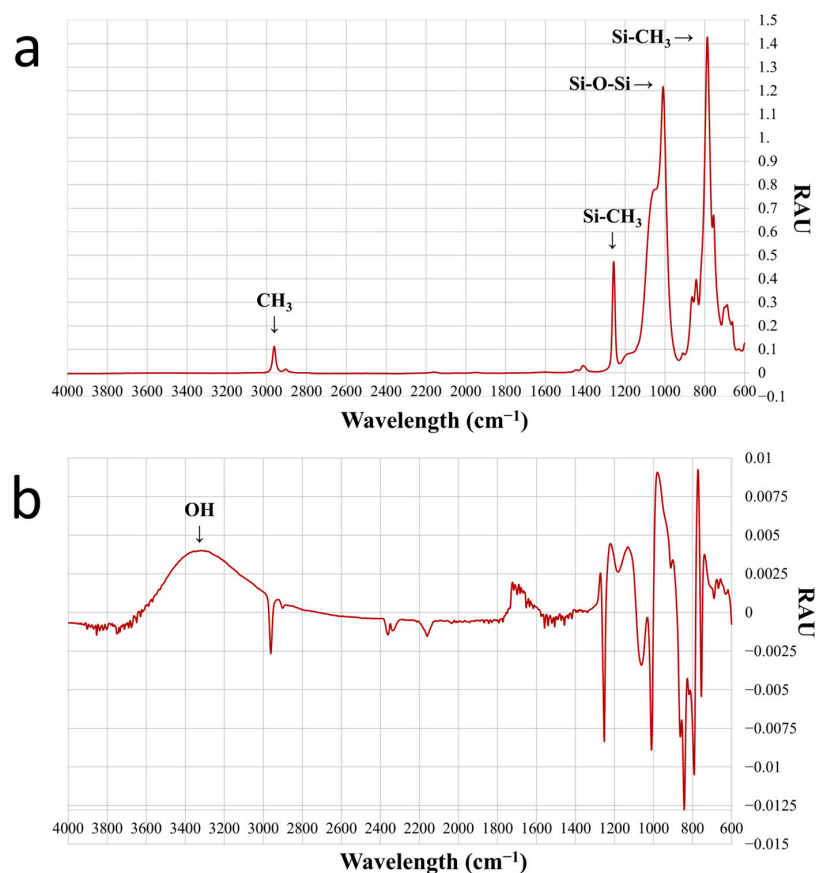 a
1.5
Si-CH₃→
1.4
1.3
Si-O-Si→
1.2
1.1
1.
0.9
0.8
0.7
Si-CH₃
↓
0.6
0.5
0.4
CH₃
↓
0.3
0.2
0.1
0
−0.1
RAU
4000 3800 3600 3400 3200 3000 2800 2600 2400 2200 2000 1800 1600 1400 1200 1000 800 600
Wavelength (cm⁻¹)
b
0.01
OH
↓
0.0075
0.005
0.0025
0
−0.0025
−0.005
−0.0075
−0.01
−0.0125
−0.015
RAU
4000 3800 3600 3400 3200 3000 2800 2600 2400 2200 2000 1800 1600 1400 1200 1000 800 600
Wavelength (cm⁻¹)